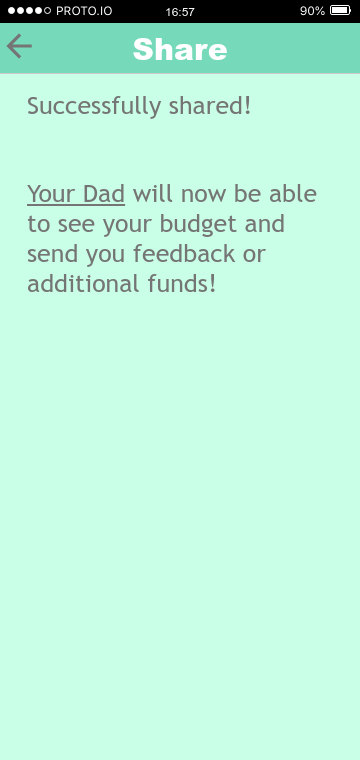 PROTO.IO 16:57 90%
Share
Successfully shared!
Your Dad will now be able
to see your budget and
send you feedback or
additional funds!